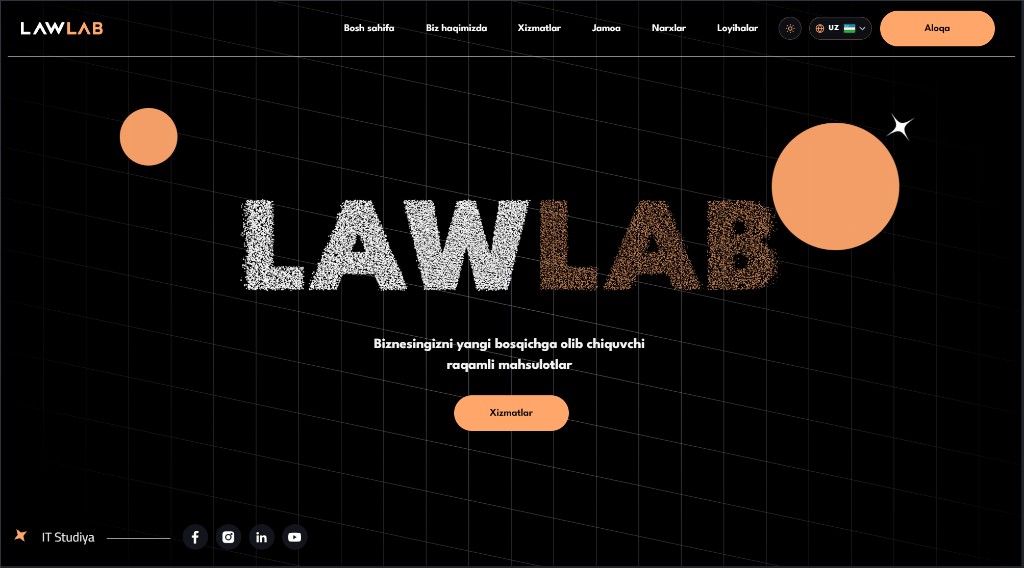 LAWLAB
Bosh sahifa
Biz haqimizda
Xizmatlar
Jamoa
Narxlar
Loyihalar
UZ
Aloqa
LAWLAB
Biznesingizni yangi bosqichga olib chiquvchi
raqamli mahsulotlar
Xizmatlar
IT Studiya